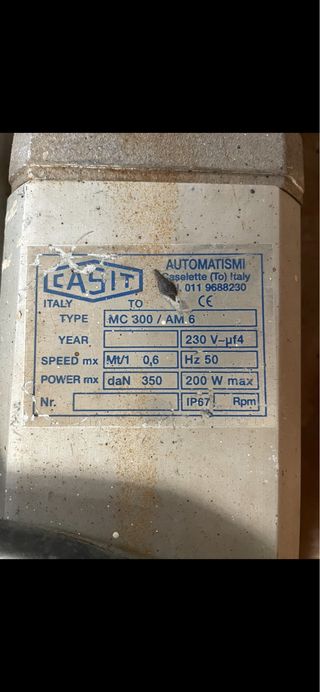 CASIT
AUTOMATISMI
Caselette (To) Italy
011 9688230
ITALY TO CE
TYPE MC 300 / AM 6
YEAR 230 V-µf4
SPEED mx Mt/1 0,6 Hz 50
POWER mx daN 350 200 W max
Nr. IP67 Rpm